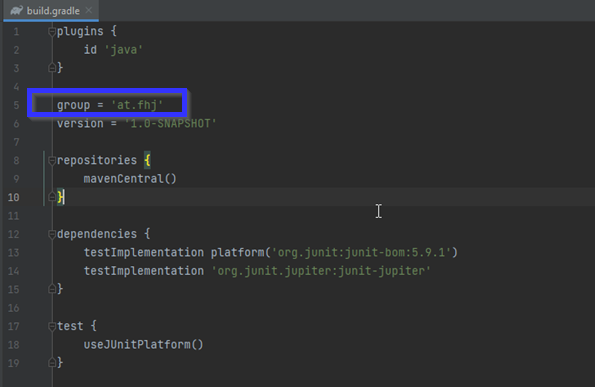 build.gradle
1 plugins {
2 id 'java'
3 }
4
5 group = 'at.fhj'
6 version = '1.0-SNAPSHOT'
7
8 repositories {
9 mavenCentral()
10 }
11
12 dependencies {
13 testImplementation platform('org.junit:junit-bom:5.9.1')
14 testImplementation 'org.junit.jupiter:junit-jupiter'
15 }
16
17 test {
18 useJUnitPlatform()
19 }